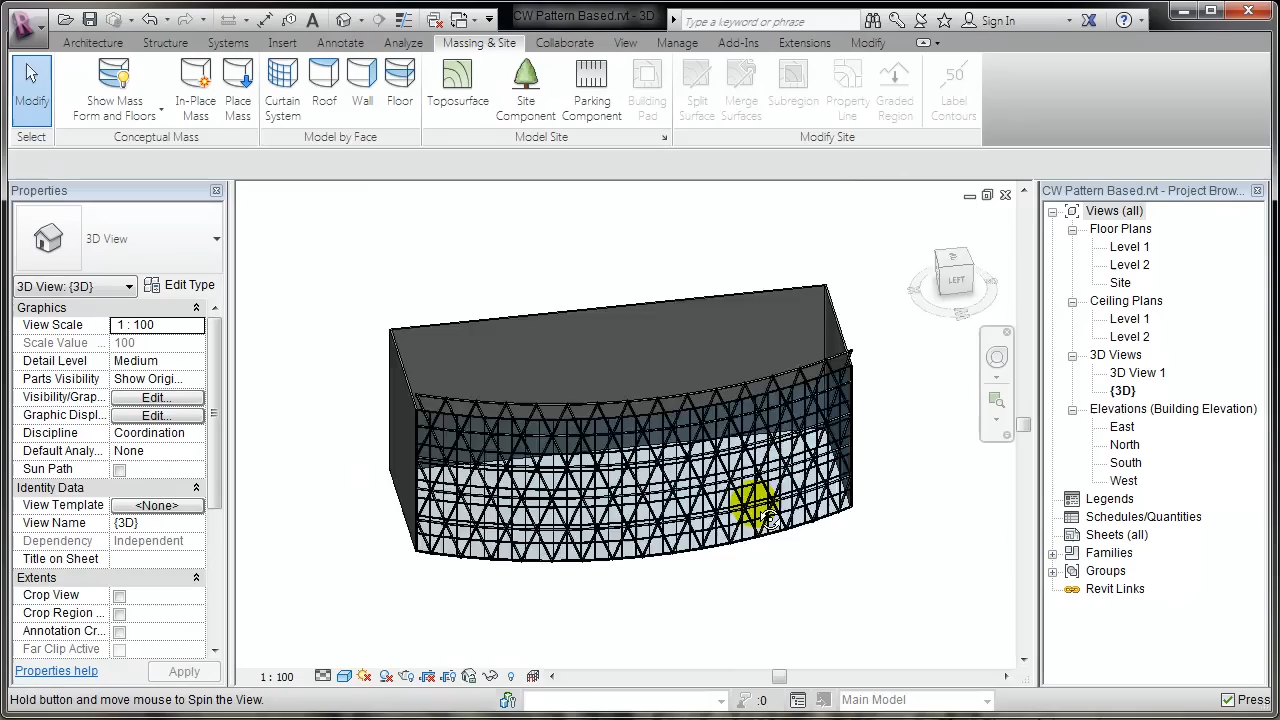 CW Pattern Based.rvt - 3D
Type a keyword or phrase
Sign In
Architecture Structure Systems Insert Annotate Analyze Massing & Site Collaborate View Manage Add-Ins Extensions Modify
Modify
Show Mass
Form and Floors
In-Place
Mass
Place
Mass
Curtain
System
Roof
Wall
Floor
Toposurface
Site
Component
Parking
Component
Building
Pad
Split
Surface
Merge
Surfaces
Subregion
Property
Line
Graded
Region
50
Label
Contours
Select
Conceptual Mass
Model by Face
Model Site
Modify Site
Properties
3D View
3D View: {3D}
Edit Type
Graphics
View Scale 1 : 100
Scale Value ... 100
Detail Level Medium
Parts Visibility Show Origi...
Visibility/Grap... Edit...
Graphic Displ... Edit...
Discipline Coordination
Default Analy... None
Sun Path
Identity Data
View Template <None>
View Name {3D}
Dependency Independent
Title on Sheet
Extents
Crop View
Crop Region ...
Annotation Cr...
Far Clip Active
Properties help
Apply
LEFT
CW Pattern Based.rvt - Project Brow...
Views (all)
Floor Plans
Level 1
Level 2
Site
Ceiling Plans
Level 1
Level 2
3D Views
3D View 1
{3D}
Elevations (Building Elevation)
East
North
South
West
Legends
Schedules/Quantities
Sheets (all)
Families
Groups
Revit Links
1 : 100
Hold button and move mouse to Spin the View.
:0
Main Model
Press